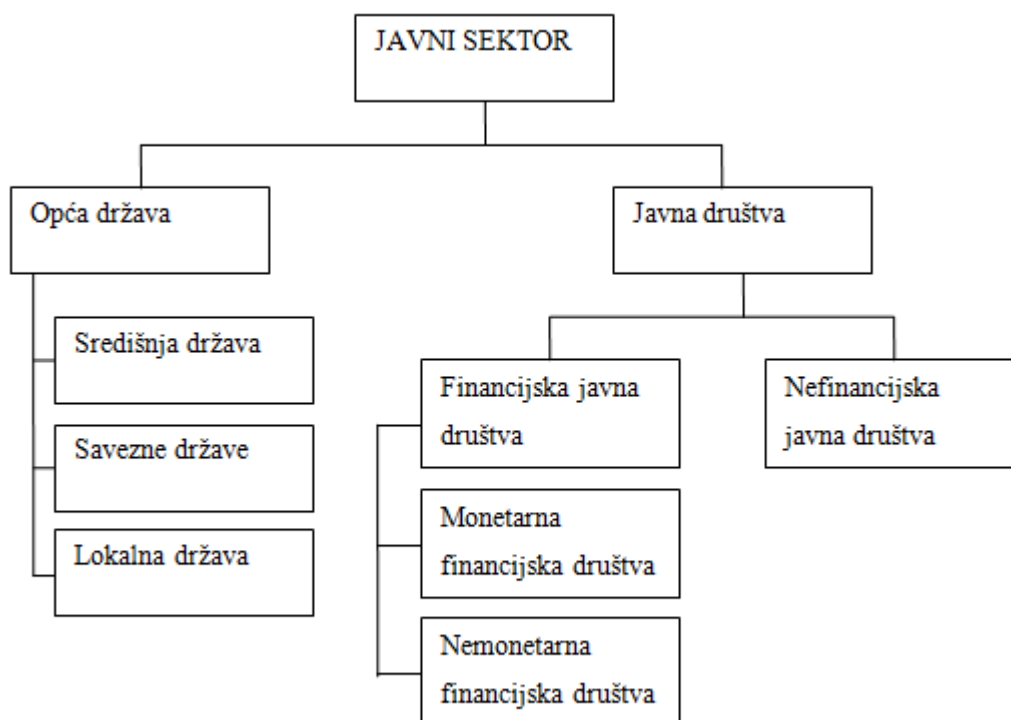 JAVNI SEKTOR
Opća država
Javna društva
Središnja država
Savezne države
Lokalna država
Financijska javna
društva
Monetarna
financijska društva
Nemonetarna
financijska društva
Nefinancijska
javna društva